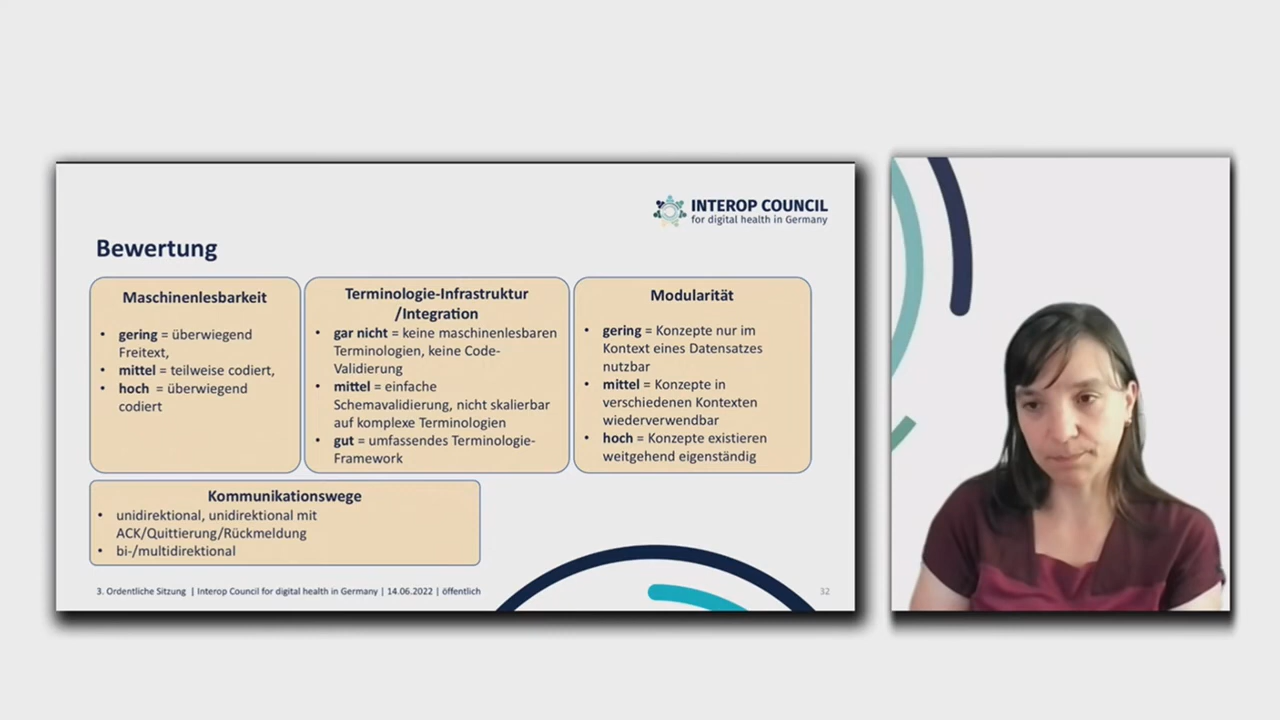 INTEROP COUNCIL
for digital health in Germany
Bewertung
Maschinenlesbarkeit
• gering = überwiegend
Freitext,
• mittel = teilweise codiert,
• hoch = überwiegend
codiert
Terminologie-Infrastruktur
/Integration
• gar nicht = keine maschinenlesbaren
Terminologien, keine Code-
Validierung
• mittel = einfache
Schemavalidierung, nicht skalierbar
auf komplexe Terminologien
• gut = umfassendes Terminologie-
Framework
Modularität
• gering = Konzepte nur im
Kontext eines Datensatzes
nutzbar
• mittel = Konzepte in
verschiedenen Kontexten
wiederverwendbar
• hoch = Konzepte existieren
weitgehend eigenständig
Kommunikationswege
• unidirektional, unidirektional mit
ACK/Quittierung/Rückmeldung
• bi-/multidirektional
3. Ordentliche Sitzung | Interop Council for digital health in Germany | 14.06.2022 | öffentlich
32